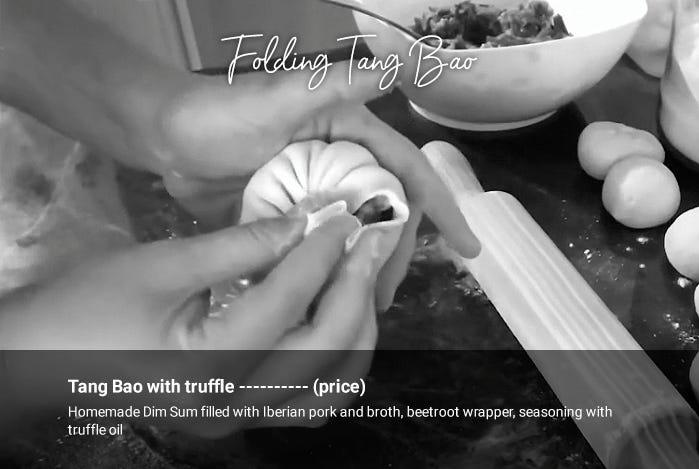 Folding Tang Bao
Tang Bao with truffle ---------- (price)
Homemade Dim Sum filled with Iberian pork and broth, beetroot wrapper, seasoning with
truffle oil